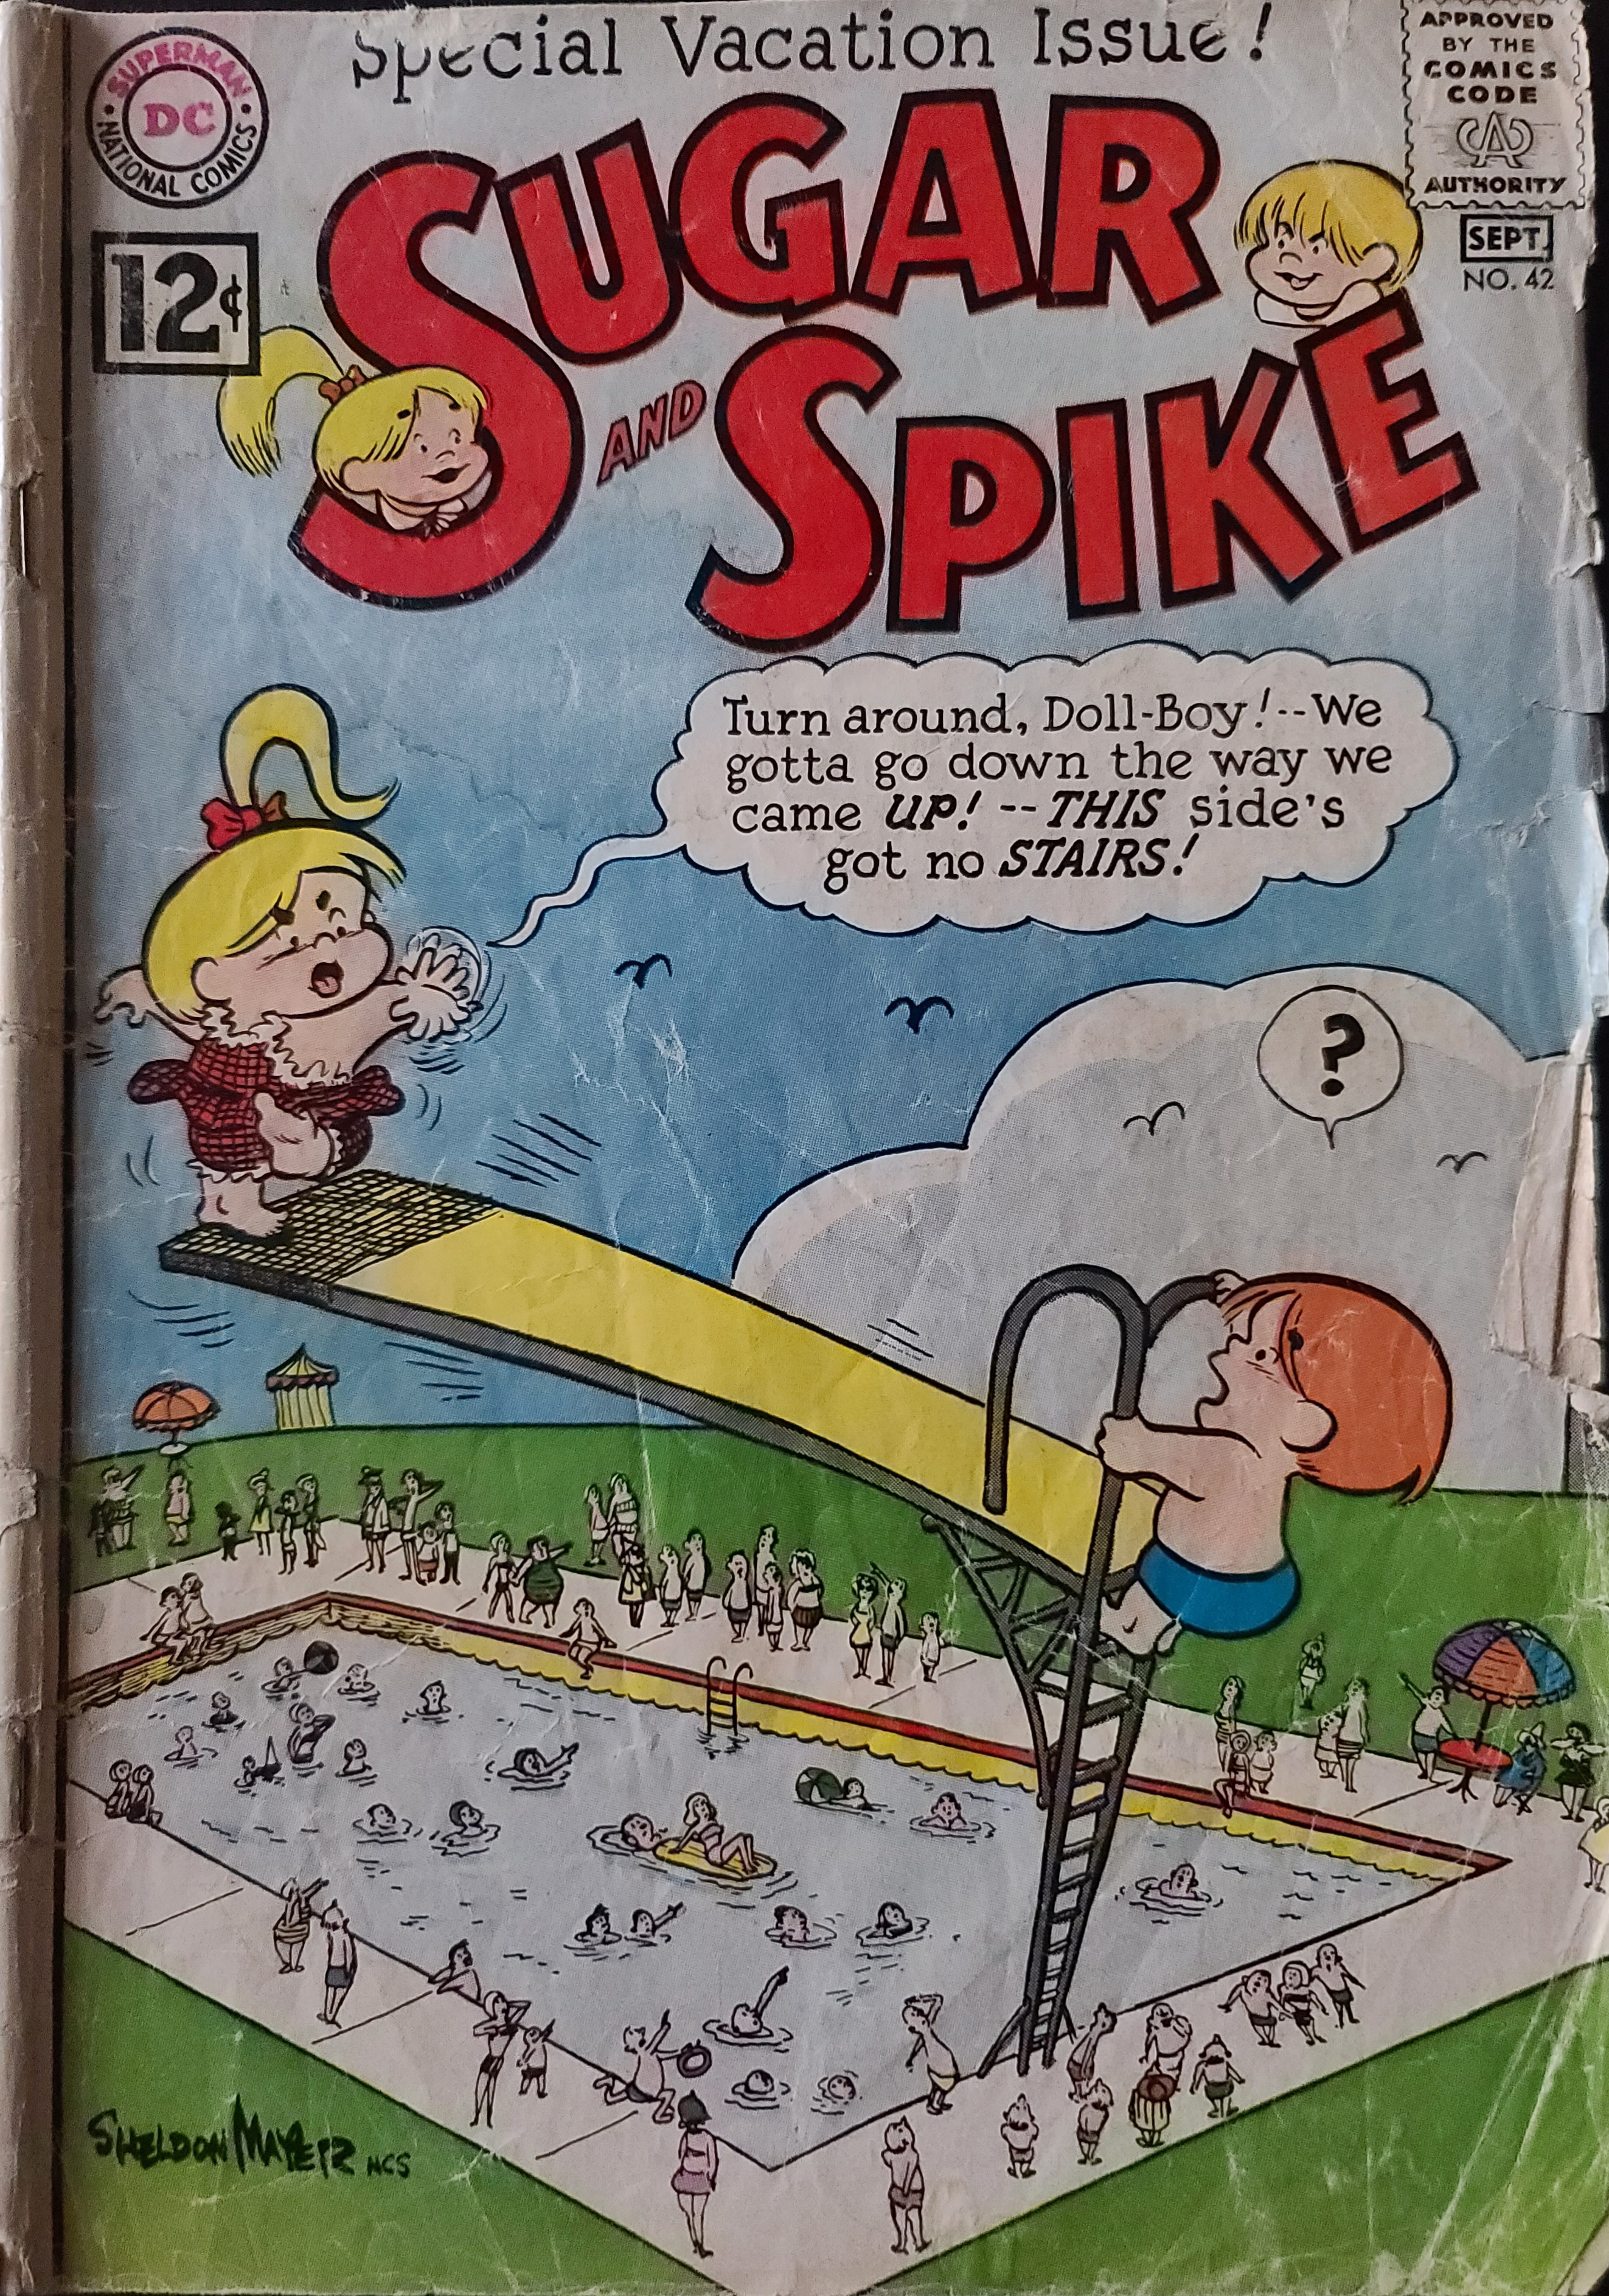 Special Vacation Issue!
SUPERMAN
DC
NATIONAL COMICS
APPROVED
BY THE
COMICS
CODE
CA
AUTHORITY
12¢
SUGAR
AND
SPIKE
SEPT.
NO. 42
Turn around, Doll-Boy!--We
gotta go down the way we
came UP! -- THIS side's
got no STAIRS!
?
SHELDON MAYER NCS